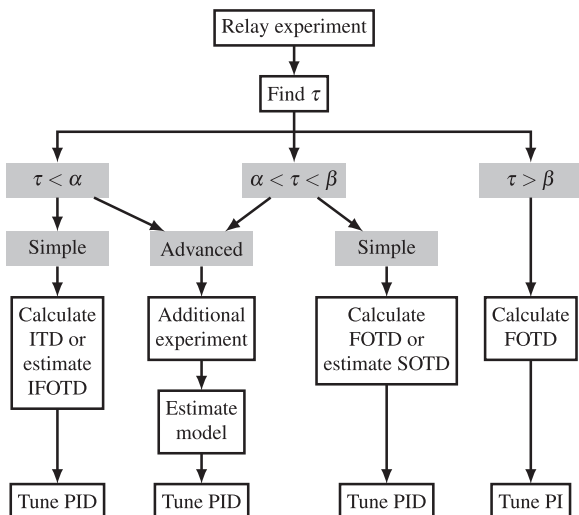 Relay experiment
Find τ
τ < α
α < τ < β
τ > β
Simple
Advanced
Simple
Calculate
ITD or
estimate
IFOTD
Additional
experiment
Calculate
FOTD or
estimate SOTD
Calculate
FOTD
Estimate
model
Tune PID
Tune PID
Tune PID
Tune PI